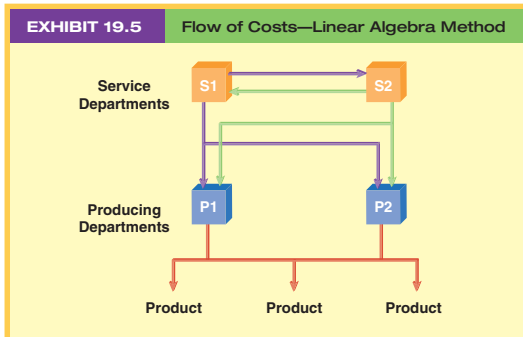 EXHIBIT 19.5 Flow of Costs—Linear Algebra Method
Service
Departments
S1 S2
Producing
Departments
P1 P2
Product Product Product